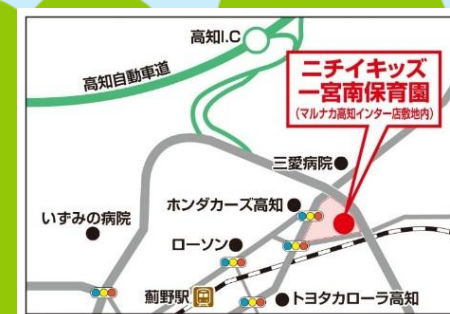 高知I.C
高知自動車道
ニチイキッズ
一宮南保育園
(マルナカ高知インター店敷地内)
三愛病院
ホンダカーズ高知
いずみの病院
ローソン
薊野駅
トヨタカローラ高知